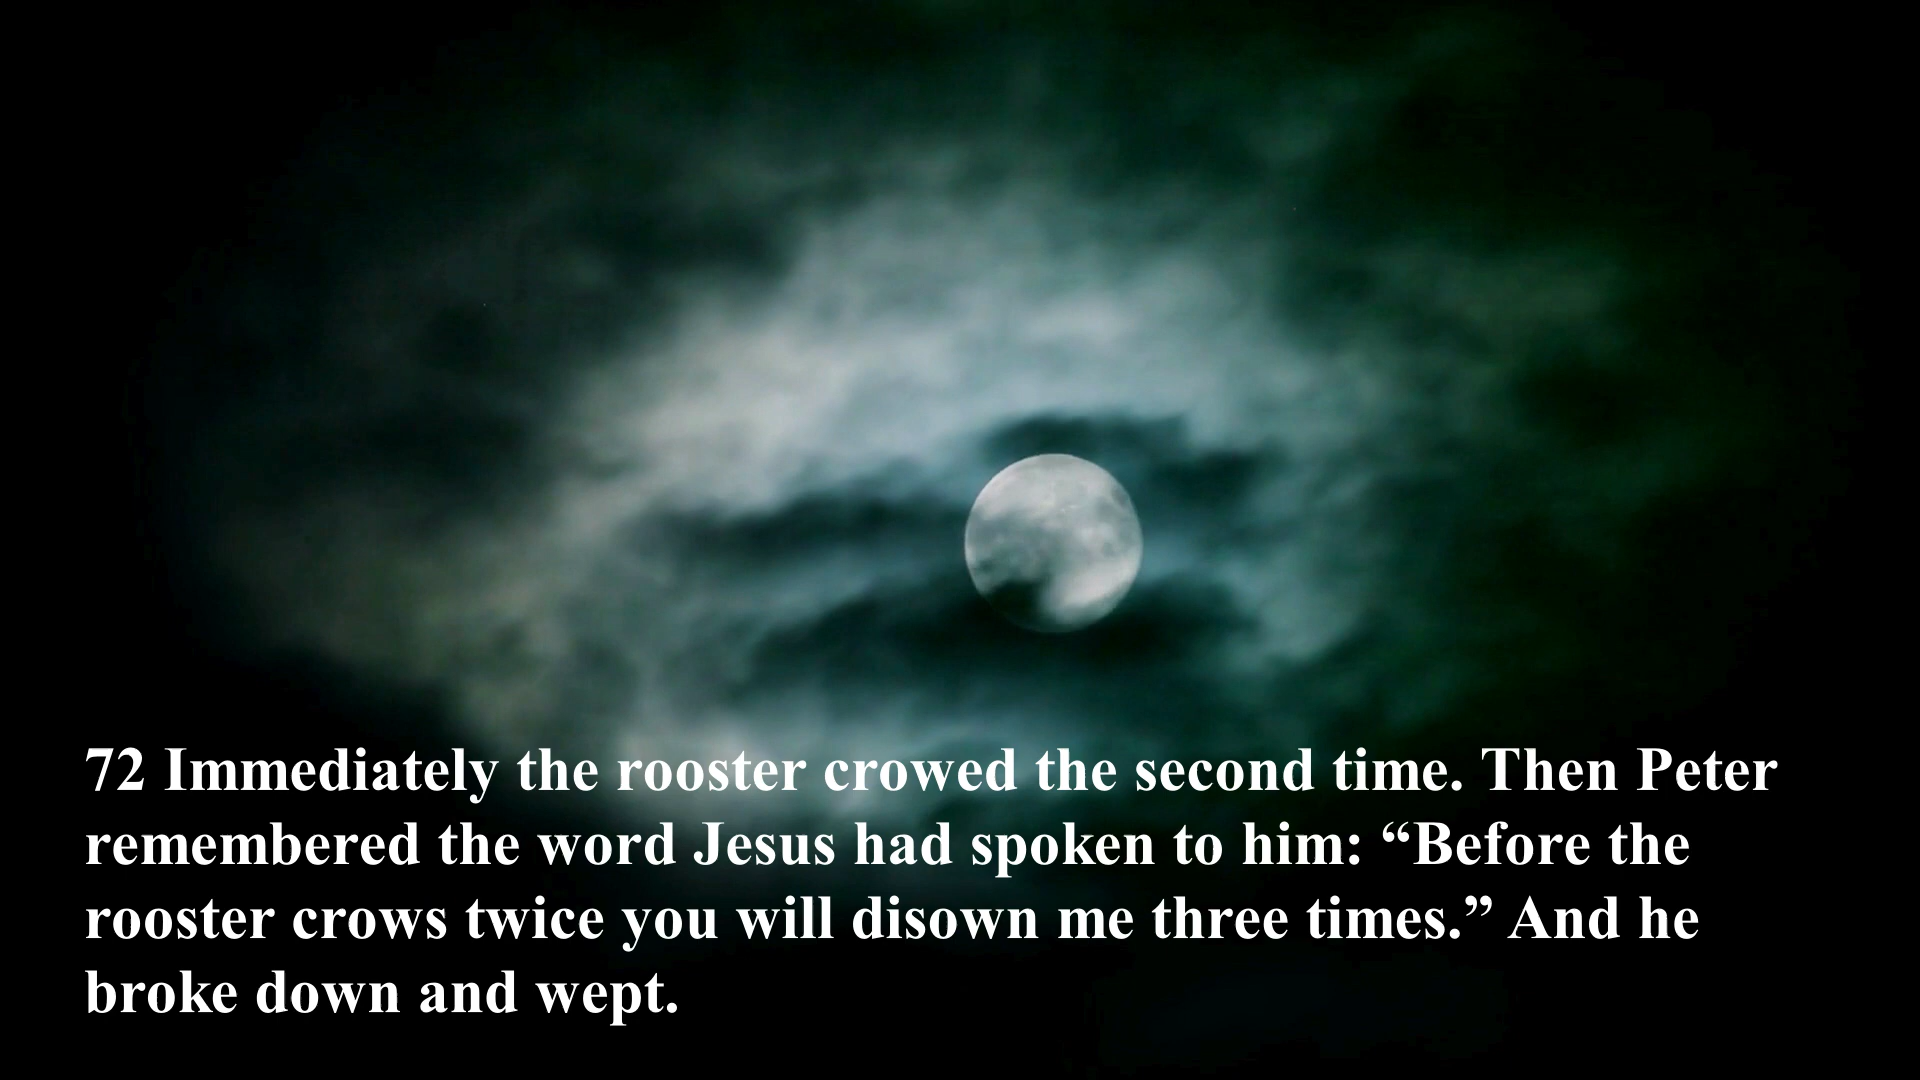 72 Immediately the rooster crowed the second time. Then Peter
remembered the word Jesus had spoken to him: “Before the
rooster crows twice you will disown me three times.” And he
broke down and wept.